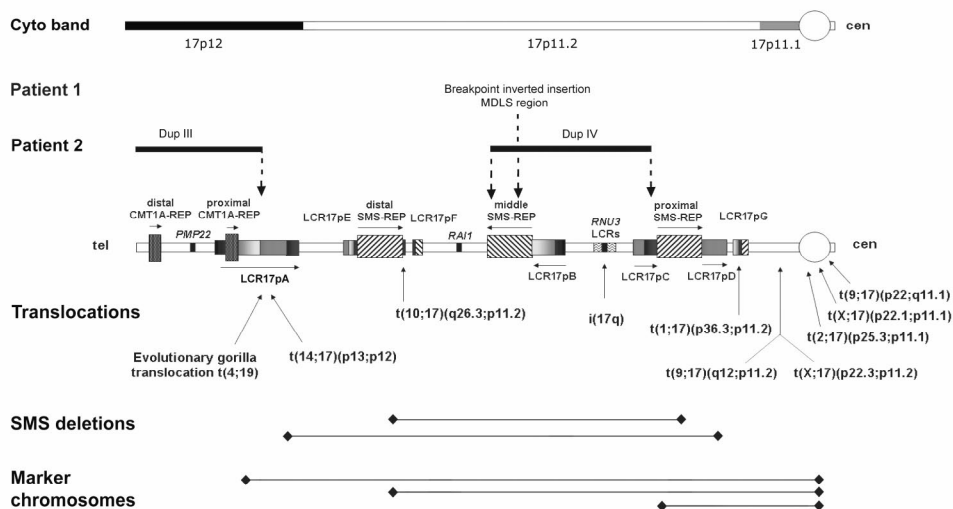 Cyto band
cen
17p12
17p11.2
17p11.1
Patient 1
Breakpoint inverted insertion
MDLS region
Patient 2
Dup III
Dup IV
distal
CMT1A-REP
proximal
CMT1A-REP
LCR17pE
distal
SMS-REP
LCR17pF
middle
SMS-REP
RNU3
LCRs
proximal
SMS-REP
LCR17pG
PMP22
RAI1
tel
cen
LCR17pA
LCR17pB
LCR17pC
LCR17pD
Translocations
t(10;17)(q26.3;p11.2)
i(17q)
t(1;17)(p36.3;p11.2)
t(9;17)(p22;q11.1)
t(X;17)(p22.1;p11.1)
t(2;17)(p25.3;p11.1)
Evolutionary gorilla
translocation t(4;19)
t(14;17)(p13;p12)
t(9;17)(q12;p11.2)
t(X;17)(p22.3;p11.2)
SMS deletions
Marker
chromosomes